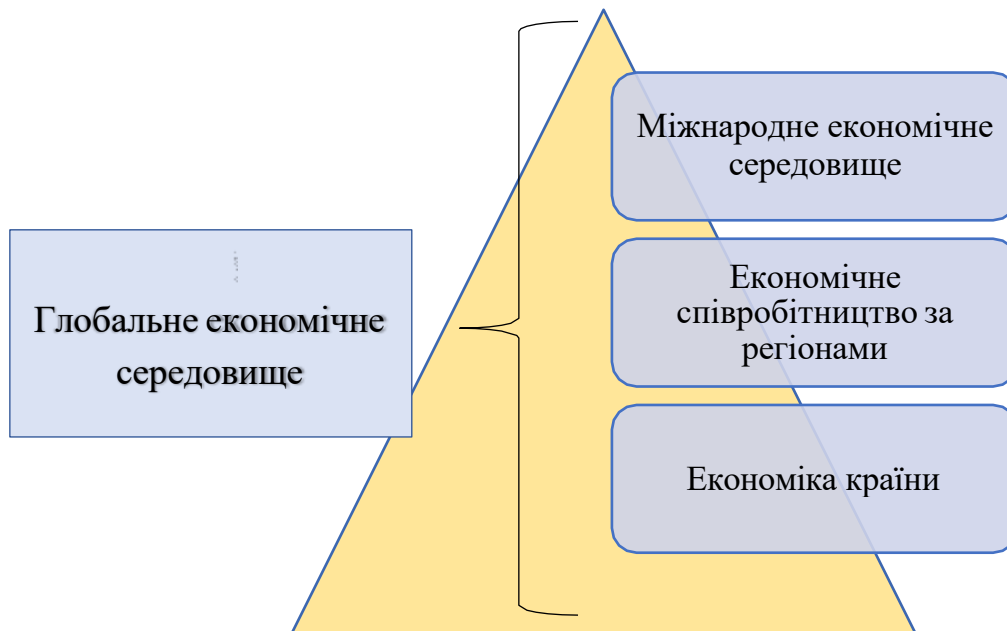 Глобальне економічне
середовище
Міжнародне економічне
середовище
Економічне
співробітництво за
регіонами
Економіка країни